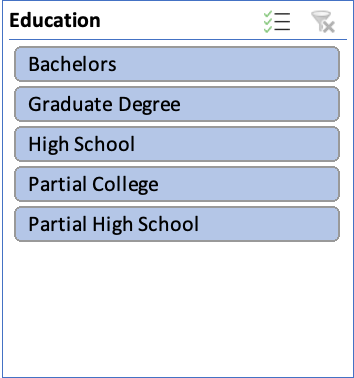 Education
Bachelors
Graduate Degree
High School
Partial College
Partial High School